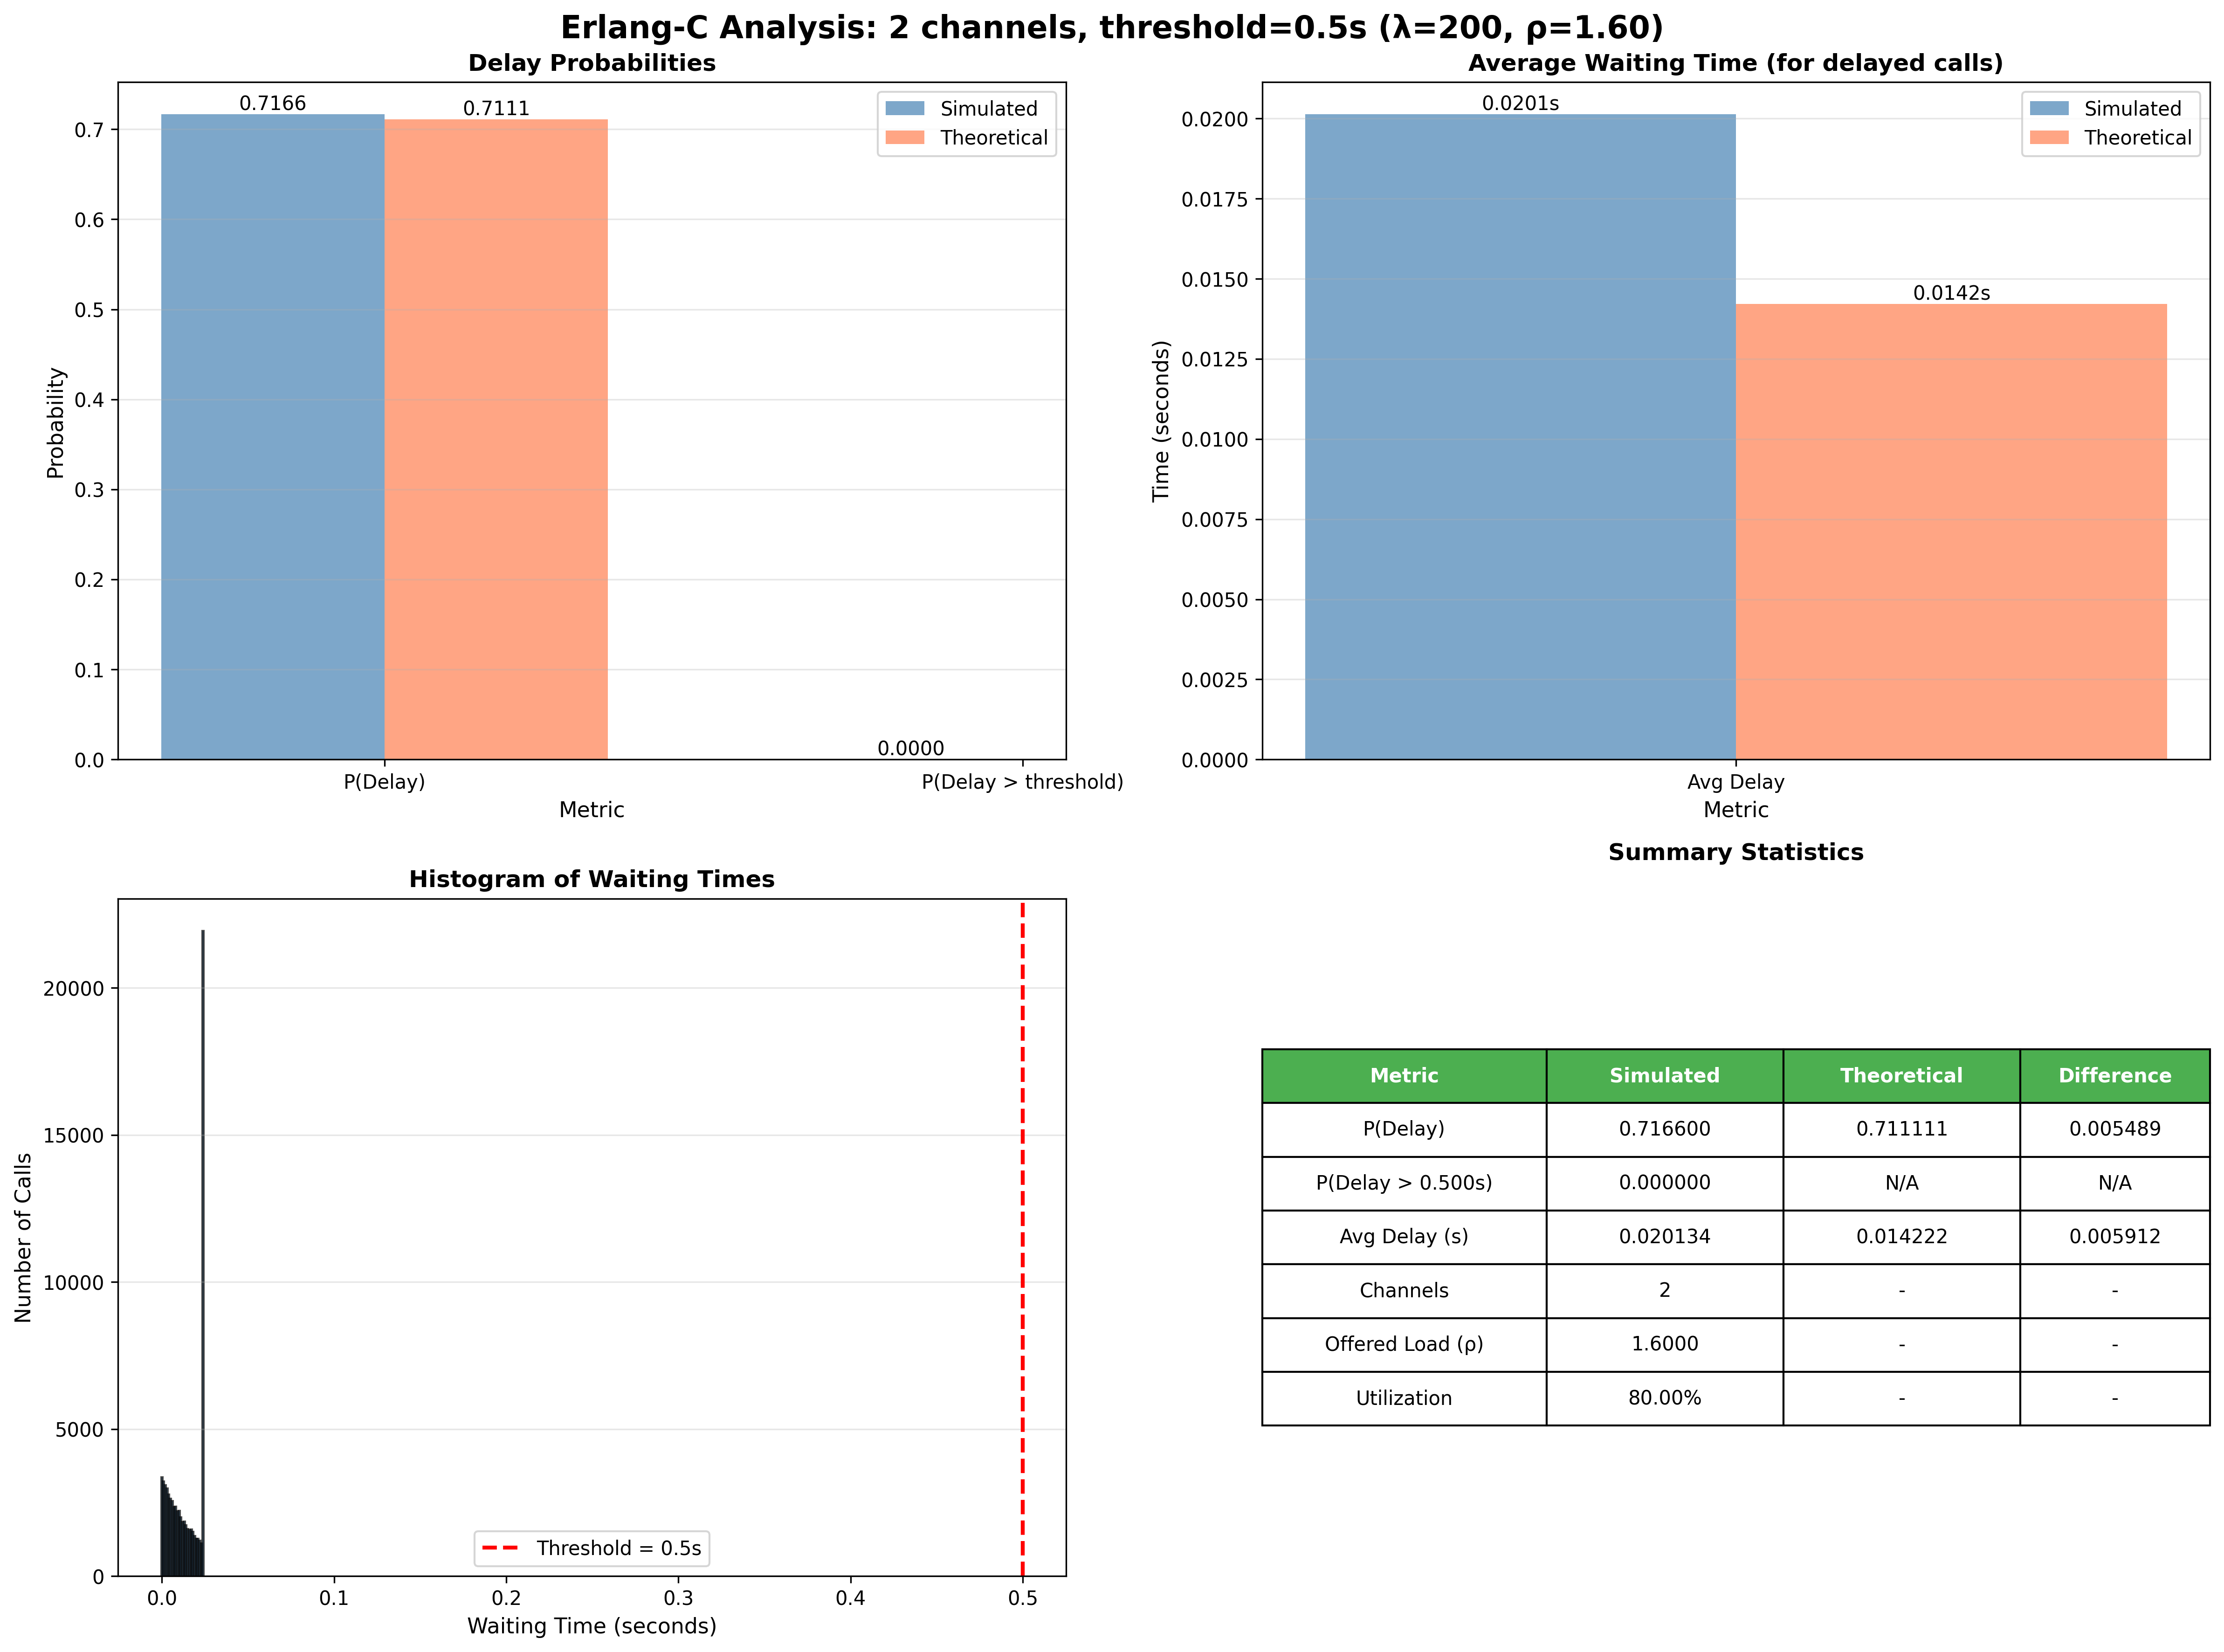 Erlang-C Analysis: 2 channels, threshold=0.5s (λ=200, ρ=1.60)
Delay Probabilities
0.7166
0.7111
0.0000
Simulated
Theoretical
Probability
0.7
0.6
0.5
0.4
0.3
0.2
0.1
0.0
P(Delay)
P(Delay > threshold)
Metric
Average Waiting Time (for delayed calls)
0.0201s
0.0142s
Simulated
Theoretical
Time (seconds)
0.0200
0.0175
0.0150
0.0125
0.0100
0.0075
0.0050
0.0025
0.0000
Avg Delay
Metric
Histogram of Waiting Times
Number of Calls
20000
15000
10000
5000
0
Threshold = 0.5s
0.0 0.1 0.2 0.3 0.4 0.5
Waiting Time (seconds)
Summary Statistics
Metric Simulated Theoretical Difference
P(Delay) 0.716600 0.711111 0.005489
P(Delay > 0.500s) 0.000000 N/A N/A
Avg Delay (s) 0.020134 0.014222 0.005912
Channels 2 - -
Offered Load (ρ) 1.6000 - -
Utilization 80.00% - -